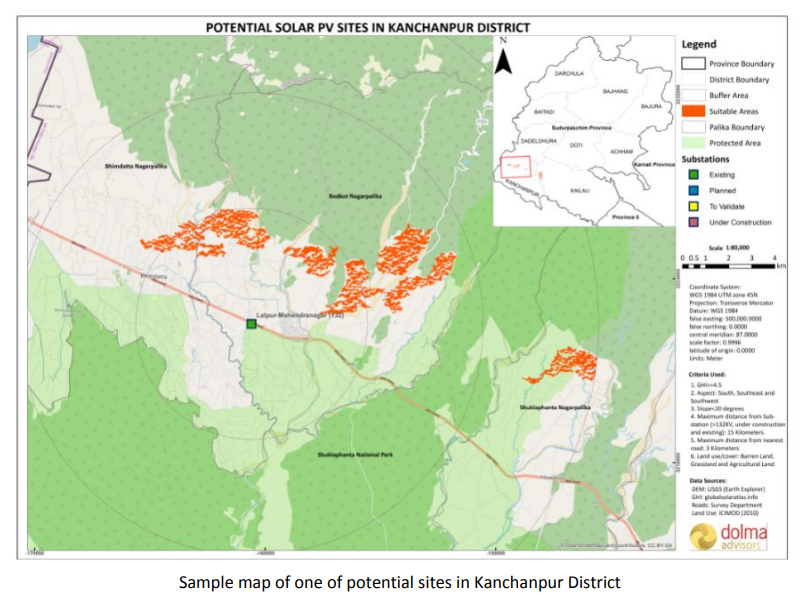 POTENTIAL SOLAR PV SITES IN KANCHANPUR DISTRICT
N
DARCHULA
BAJHANG
BAJURA
BAITADI
Sudurpaschim Province
DADELDHURA
DOTI
ACHHAM
Karnali Province
KANCHANPUR
KAILALI
Province 5
Bhimdatta Nagarpalika
Bedkot Nagarpalika
Bhimdatta
Lalpur-Mahendranagar (132)
Shuklaphanta Nagarpalika
Shuklaphanta National Park
-170000
-160000
-150000
© OpenStreetMap (and) contributors, CC-BY-SA
Legend
Province Boundary
District Boundary
Buffer Area
Suitable Areas
Palika Boundary
Protected Area
Substations
Existing
Planned
To Validate
Under Construction
Scale 1:80,000
0 0.5 1 2 3 4
km
Coordinate System:
WGS 1984 UTM zone 45N
Projection: Transverse Mercator
Datum: WGS 1984
false easting: 500,000.0000
false northing: 0.0000
central meridian: 87.0000
scale factor: 0.9996
latitude of origin: 0.0000
Units: Meter
Criteria Used:
1. GHI>=4.5
2. Aspect: South, Southeast and
Southwest
3. Slope<20 degrees
4. Maximum distance from Sub-
station (>132KV, under construction
and existing): 15 Kilometers
5. Maximum distance from nearest
road: 3 Kilometers
6. Land use/cover: Barren Land,
Grassland and Agricultural Land
Data Sources:
DEM: USGS (Earth Explorer)
GHI: globalsolaratlas.info
Roads: Survey Department
Land Use: ICIMOD (2010)
dolma
advisors
Sample map of one of potential sites in Kanchanpur District